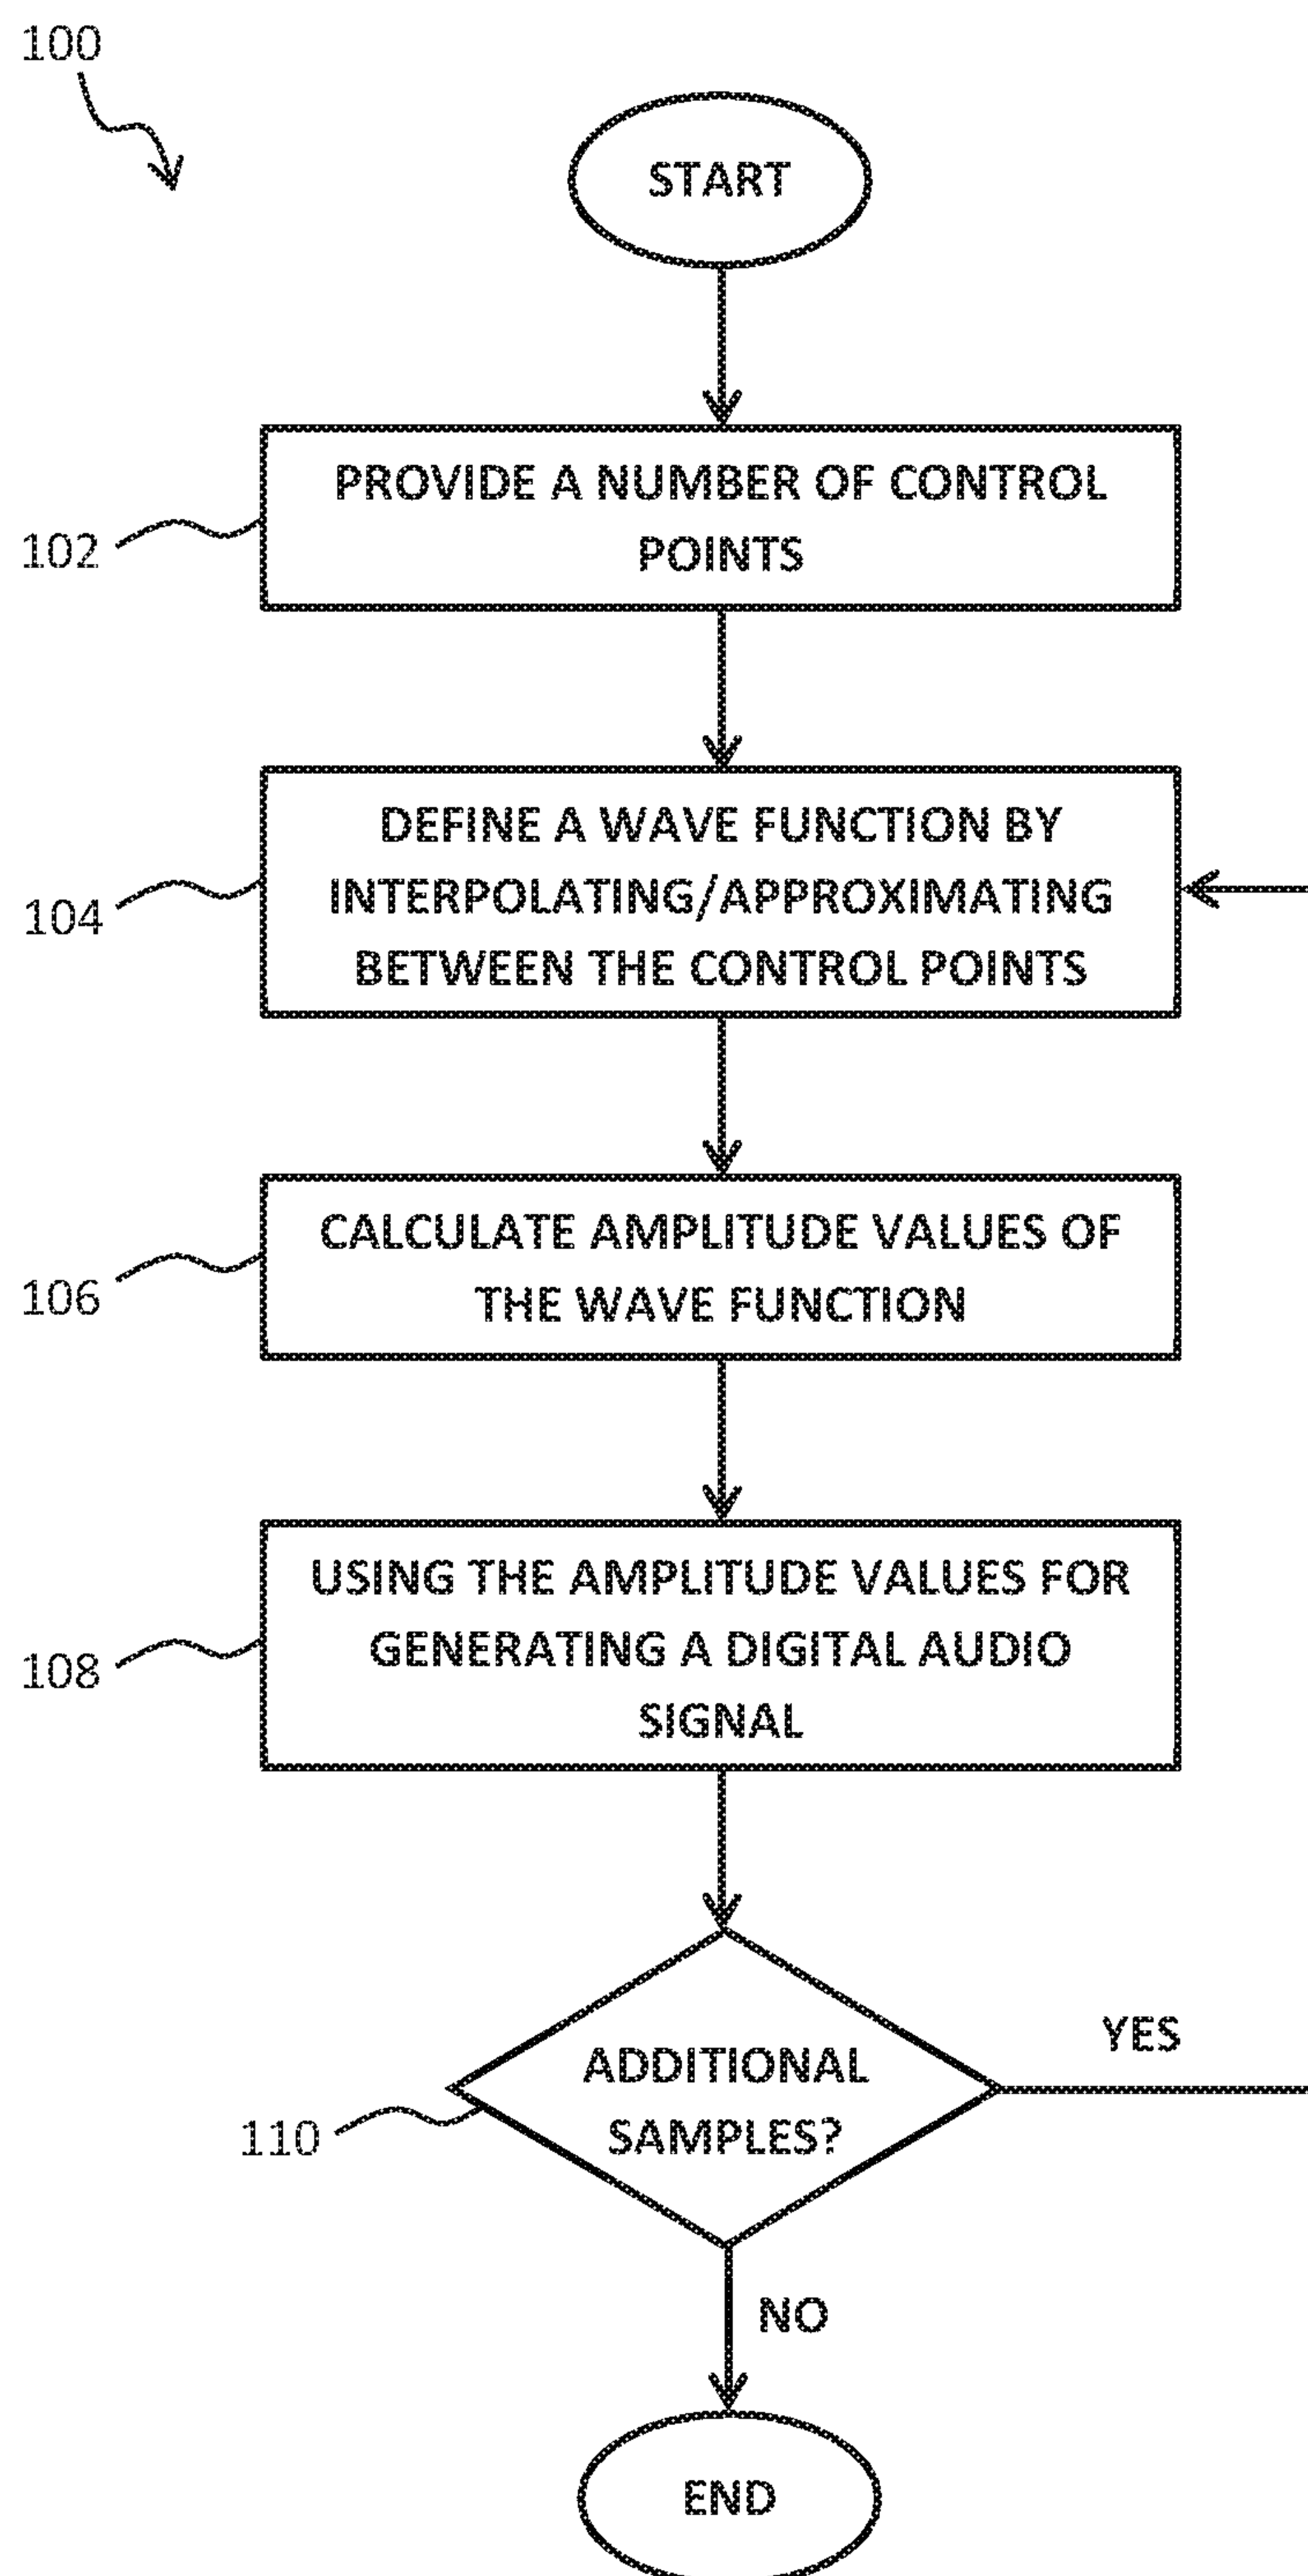 100
START
PROVIDE A NUMBER OF CONTROL
POINTS
102
DEFINE A WAVE FUNCTION BY
INTERPOLATING/APPROXIMATING
BETWEEN THE CONTROL POINTS
104
CALCULATE AMPLITUDE VALUES OF
THE WAVE FUNCTION
106
USING THE AMPLITUDE VALUES FOR
GENERATING A DIGITAL AUDIO
SIGNAL
108
ADDITIONAL
SAMPLES?
110
YES
NO
END